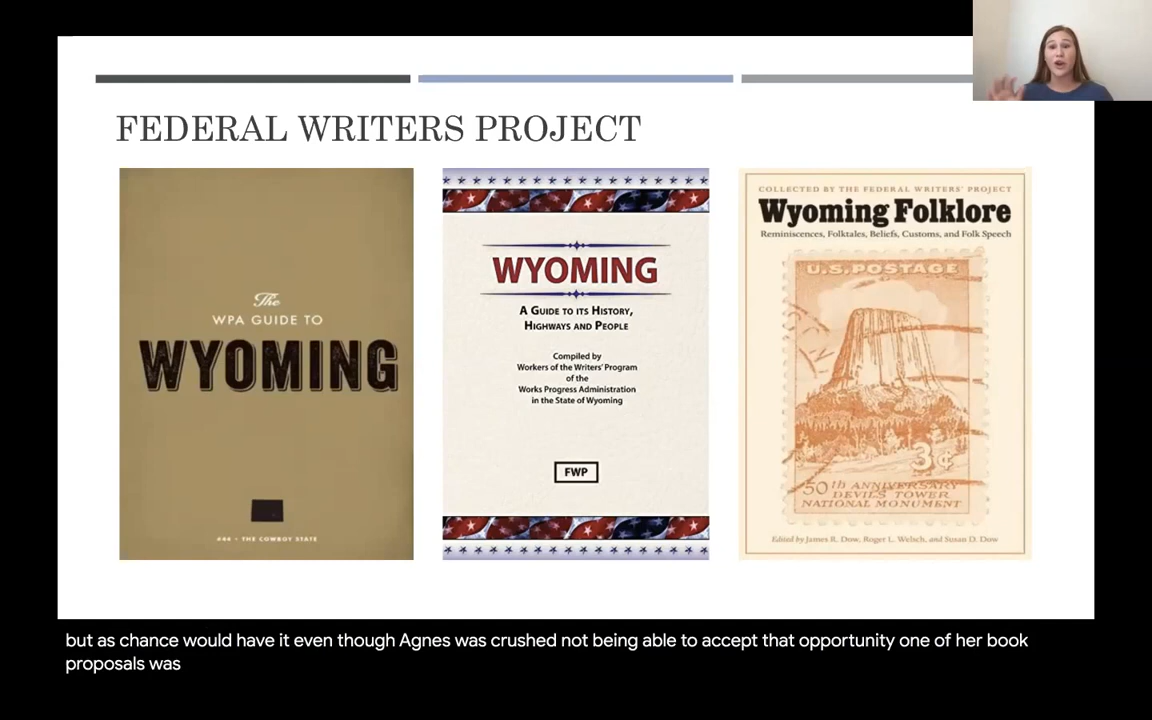 FEDERAL WRITERS PROJECT
The
WPA GUIDE TO
WYOMING
#44 • THE COWBOY STATE
WYOMING
A GUIDE TO ITS HISTORY,
HIGHWAYS AND PEOPLE
Compiled by
Workers of the Writers' Program
of the
Works Progress Administration
in the State of Wyoming
FWP
COLLECTED BY THE FEDERAL WRITERS' PROJECT
Wyoming Folklore
Reminiscences, Folktales, Beliefs, Customs, and Folk Speech
U.S. POSTAGE
3¢
50th ANNIVERSARY
DEVILS TOWER
NATIONAL MONUMENT
Edited by James R. Dow, Roger L. Welsch, and Susan D. Dow
but as chance would have it even though Agnes was crushed not being able to accept that opportunity one of her book
proposals was